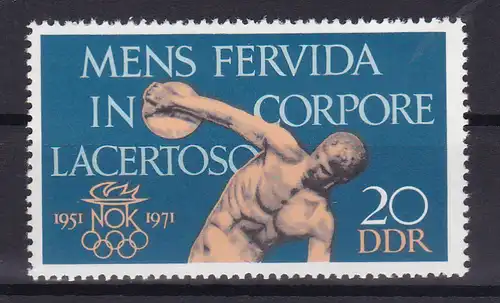 MENS FERVIDA
IN CORPORE
LACERTOSO
1951 NOK 1971
20
DDR